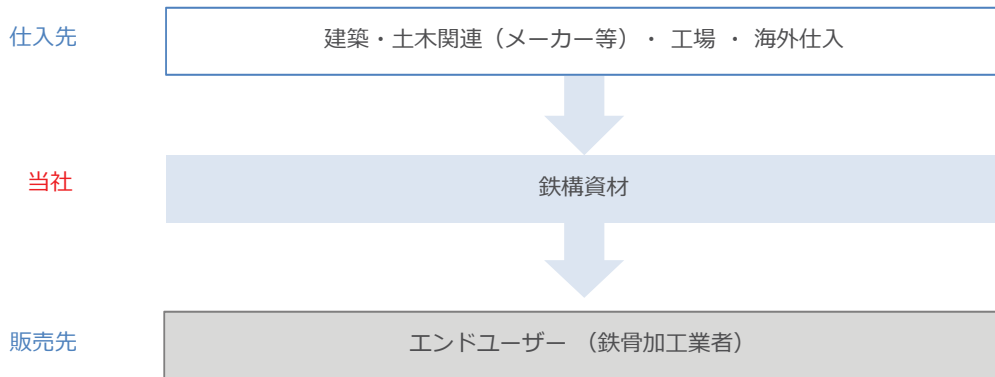 仕入先
建築・土木関連（メーカー等）・ 工場 ・ 海外仕入
当社
鉄構資材
販売先
エンドユーザー （鉄骨加工業者）